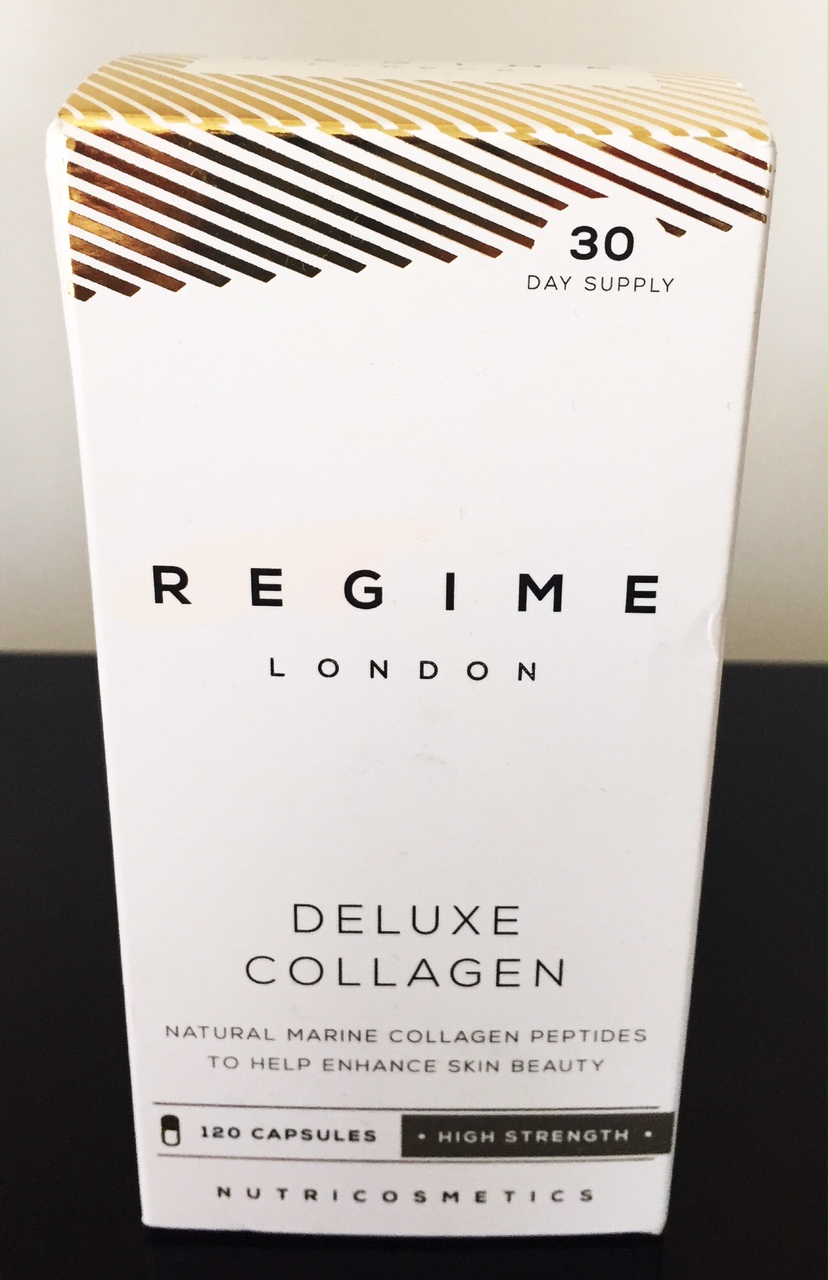 30
DAY SUPPLY
REGIME
LONDON
DELUXE
COLLAGEN
NATURAL MARINE COLLAGEN PEPTIDES
TO HELP ENHANCE SKIN BEAUTY
120 CAPSULES • HIGH STRENGTH •
NUTRICOSMETICS